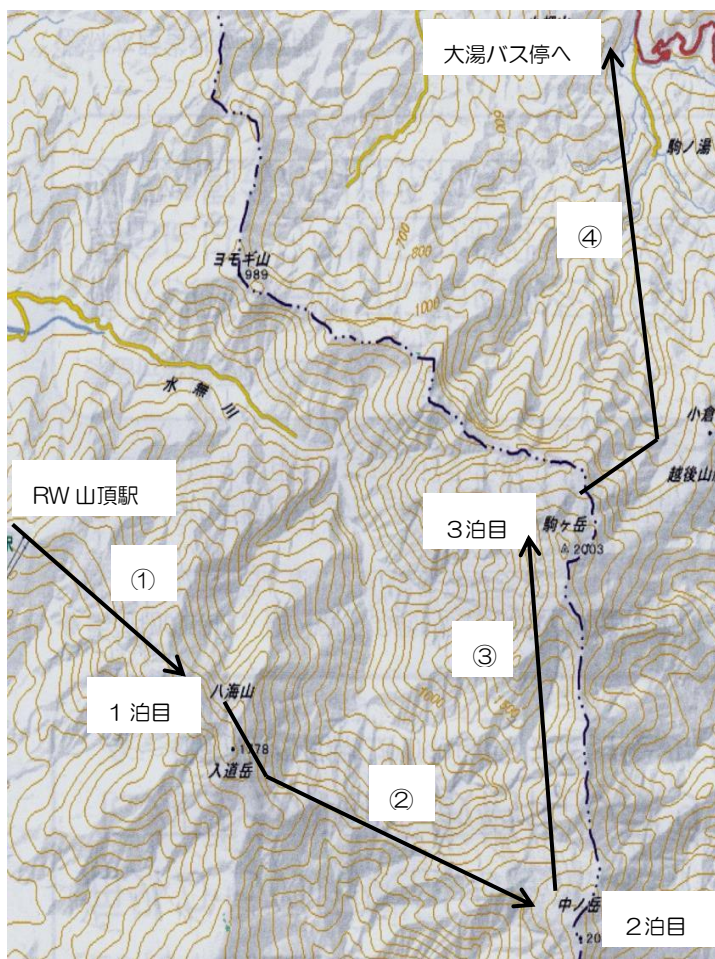 大湯バス停へ
駒ノ湯
600
④
700
800
ヨモギ山
989
1000
水無川
小倉
越後山
RW 山頂駅
3泊目
駒ヶ岳
2003
①
③
八海山
1泊目
1500
1778
入道岳
②
中ノ岳
2泊目
20